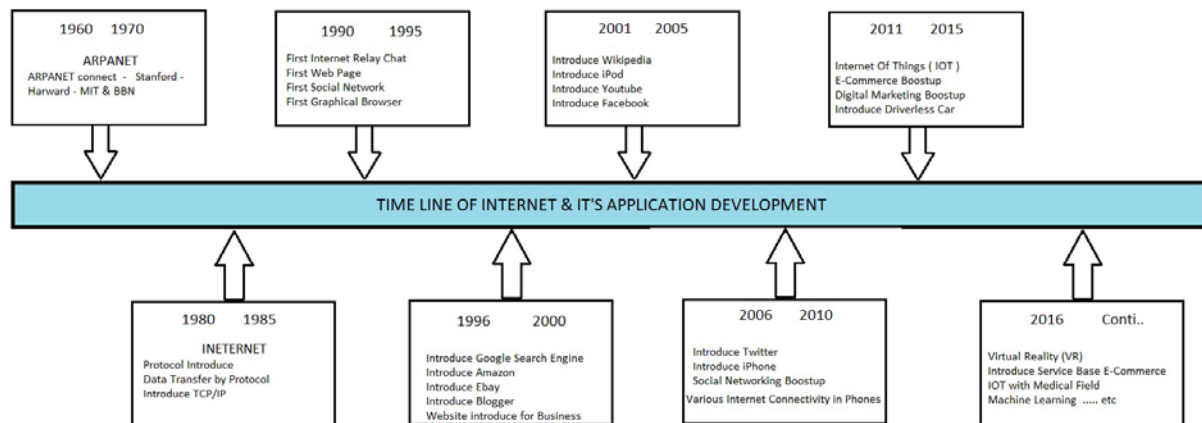 1960 1970
ARPANET
ARPANET connect - Stanford -
Harward - MIT & BBN
1990 1995
First Internet Relay Chat
First Web Page
First Social Network
First Graphical Browser
2001 2005
Introduce Wikipedia
Introduce iPod
Introduce Youtube
Introduce Facebook
2011 2015
Internet Of Things ( IOT )
E-Commerce Boostup
Digital Marketing Boostup
Introduce Driverless Car
TIME LINE OF INTERNET & IT'S APPLICATION DEVELOPMENT
1980 1985
INETERNET
Protocol Introduce
Data Transfer by Protocol
Introduce TCP/IP
1996 2000
Introduce Google Search Engine
Introduce Amazon
Introduce Ebay
Introduce Blogger
Website introduce for Business
2006 2010
Introduce Twitter
Introduce iPhone
Social Networking Boostup
Various Internet Connectivity in Phones
2016 Conti..
Virtual Reality (VR)
Introduce Service Base E-Commerce
IOT with Medical Field
Machine Learning ..... etc